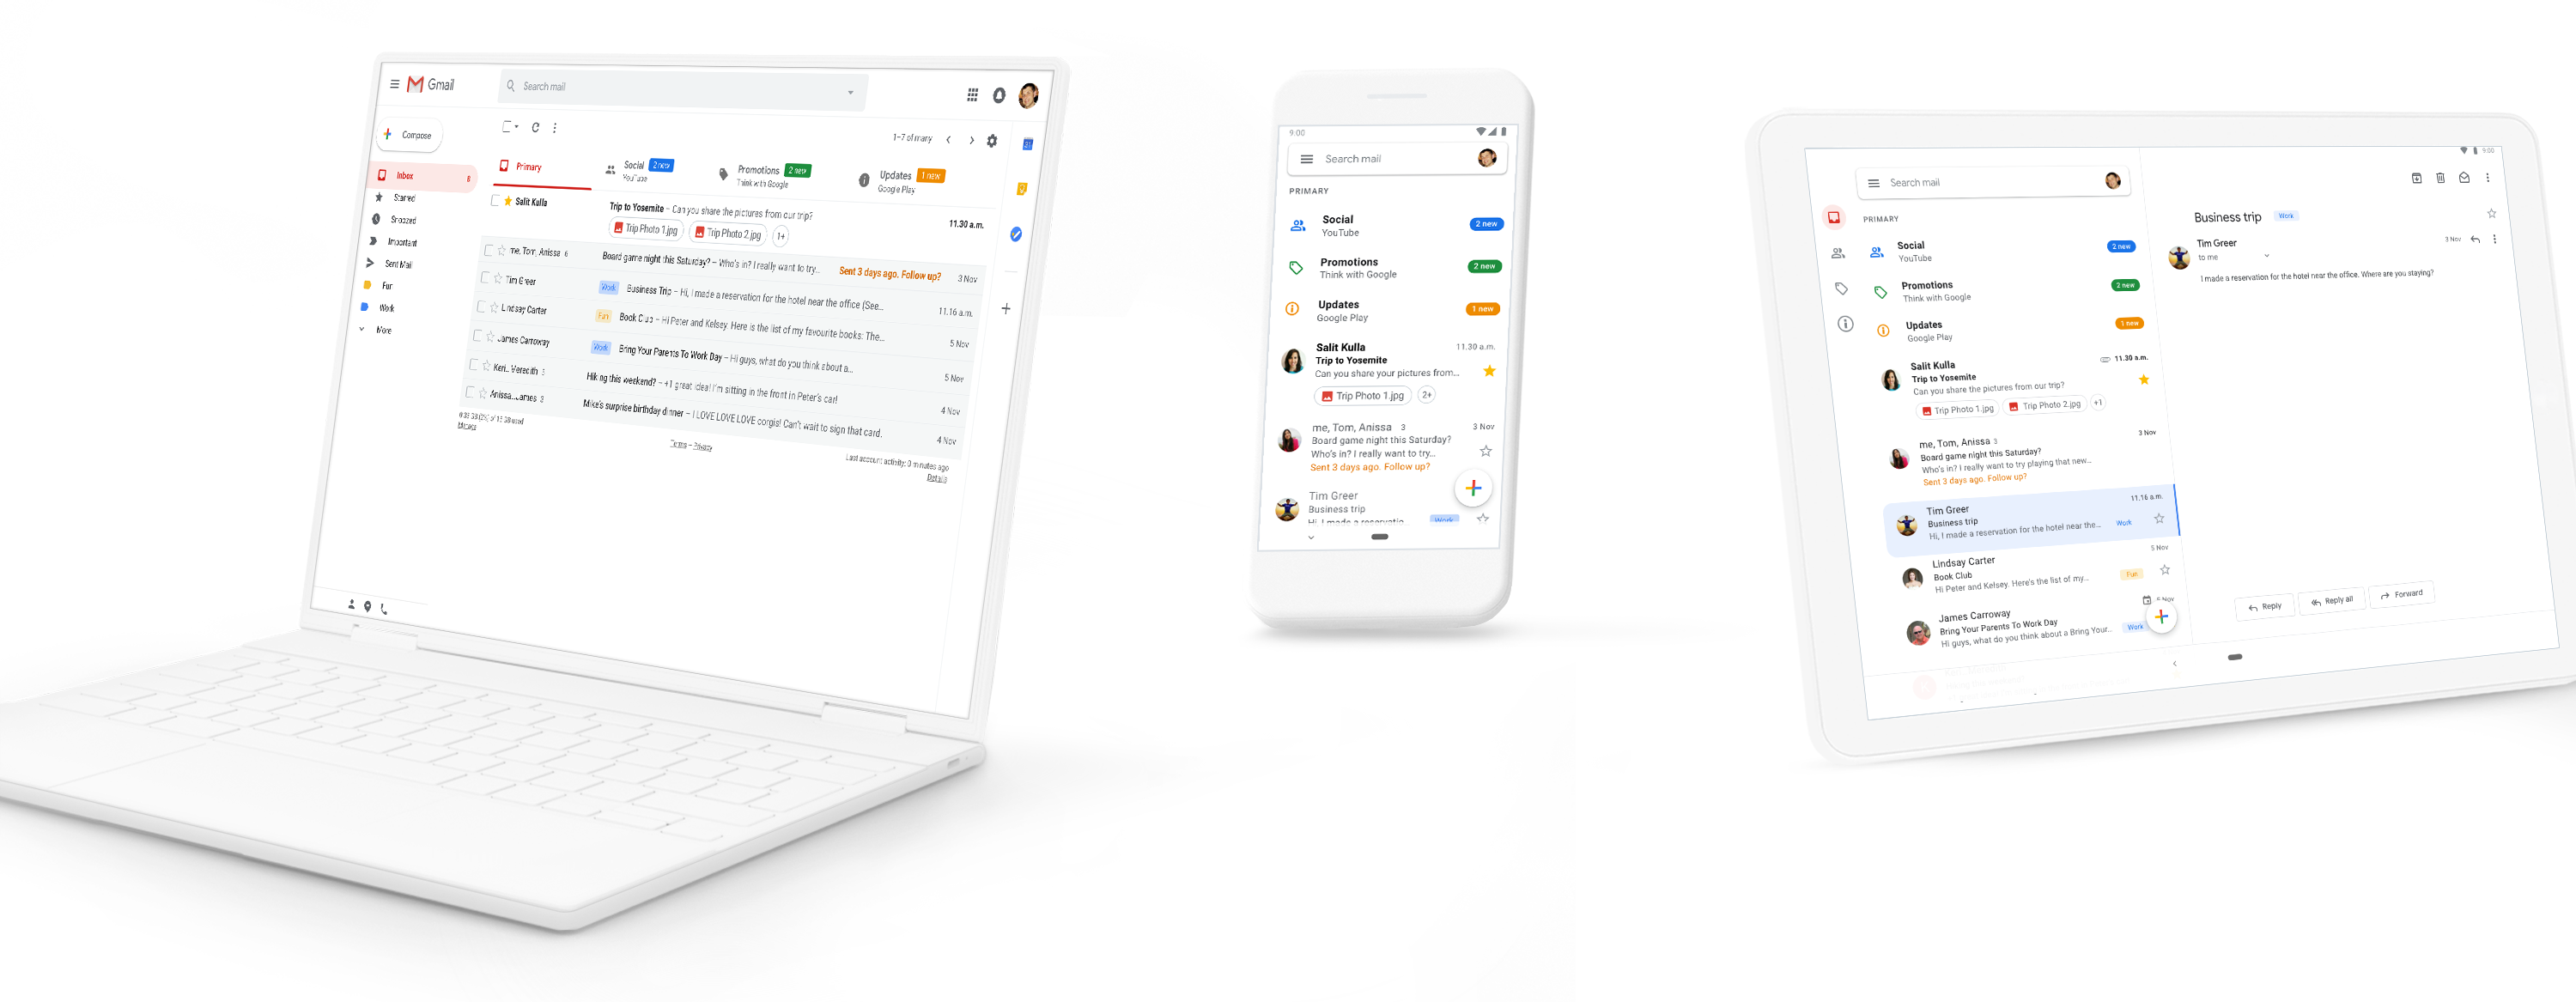 Gmail
Search mail
Compose
1–7 of many
Inbox 8
Starred
Snoozed
Important
Sent Mail
Fun
Work
More
Primary
Social 2 new
YouTube
Promotions 2 new
Think with Google
Updates 1 new
Google Play
Salit Kulla Trip to Yosemite – Can you share the pictures from our trip? 11.30 a.m.
Trip Photo 1.jpg Trip Photo 2.jpg 1+
me, Tom, Anissa 6 Board game night this Saturday? – Who's in? I really want to try... Sent 3 days ago. Follow up? 3 Nov
Tim Greer Work Business Trip – Hi, I made a reservation for the hotel near the office (See... 11.16 a.m.
Lindsay Carter Fun Book Club – Hi Peter and Kelsey. Here is the list of my favourite books: The... 5 Nov
James Carroway Work Bring Your Parents To Work Day – Hi guys, what do you think about a... 5 Nov
Keri.. Meredith 3 Hiking this weekend? – +1 great idea! I'm sitting in the front in Peter's car! 4 Nov
Anissa...James 3 Mike's surprise birthday dinner – I LOVE LOVE LOVE corgis! Can't wait to sign that card. 4 Nov
Manage
Terms – Privacy
Last account activity: 0 minutes ago
Details
9:00
Search mail
PRIMARY
Social 2 new
YouTube
Promotions 2 new
Think with Google
Updates 1 new
Google Play
Salit Kulla 11.30 a.m.
Trip to Yosemite
Can you share your pictures from...
Trip Photo 1.jpg 2+
me, Tom, Anissa 3 3 Nov
Board game night this Saturday?
Who's in? I really want to try...
Sent 3 days ago. Follow up?
Tim Greer
Business trip
Hi, I made a reservatio Work
9:00
Search mail
PRIMARY
Social 2 new
YouTube
Promotions 2 new
Think with Google
Updates 1 new
Google Play
Salit Kulla 11.30 a.m.
Trip to Yosemite
Can you share the pictures from our trip?
Trip Photo 1.jpg Trip Photo 2.jpg +1
me, Tom, Anissa 3 3 Nov
Board game night this Saturday?
Who's in? I really want to try playing that new...
Sent 3 days ago. Follow up?
Tim Greer 11.16 a.m.
Business trip
Hi, I made a reservation for the hotel near the... Work
Lindsay Carter 5 Nov
Book Club
Hi Peter and Kelsey. Here's the list of my... Fun
James Carroway 5 Nov
Bring Your Parents To Work Day
Hi guys, what do you think about a Bring Your... Work
Business trip Work
Tim Greer 3 Nov
to me
I made a reservation for the hotel near the office. Where are you staying?
Reply Reply all Forward